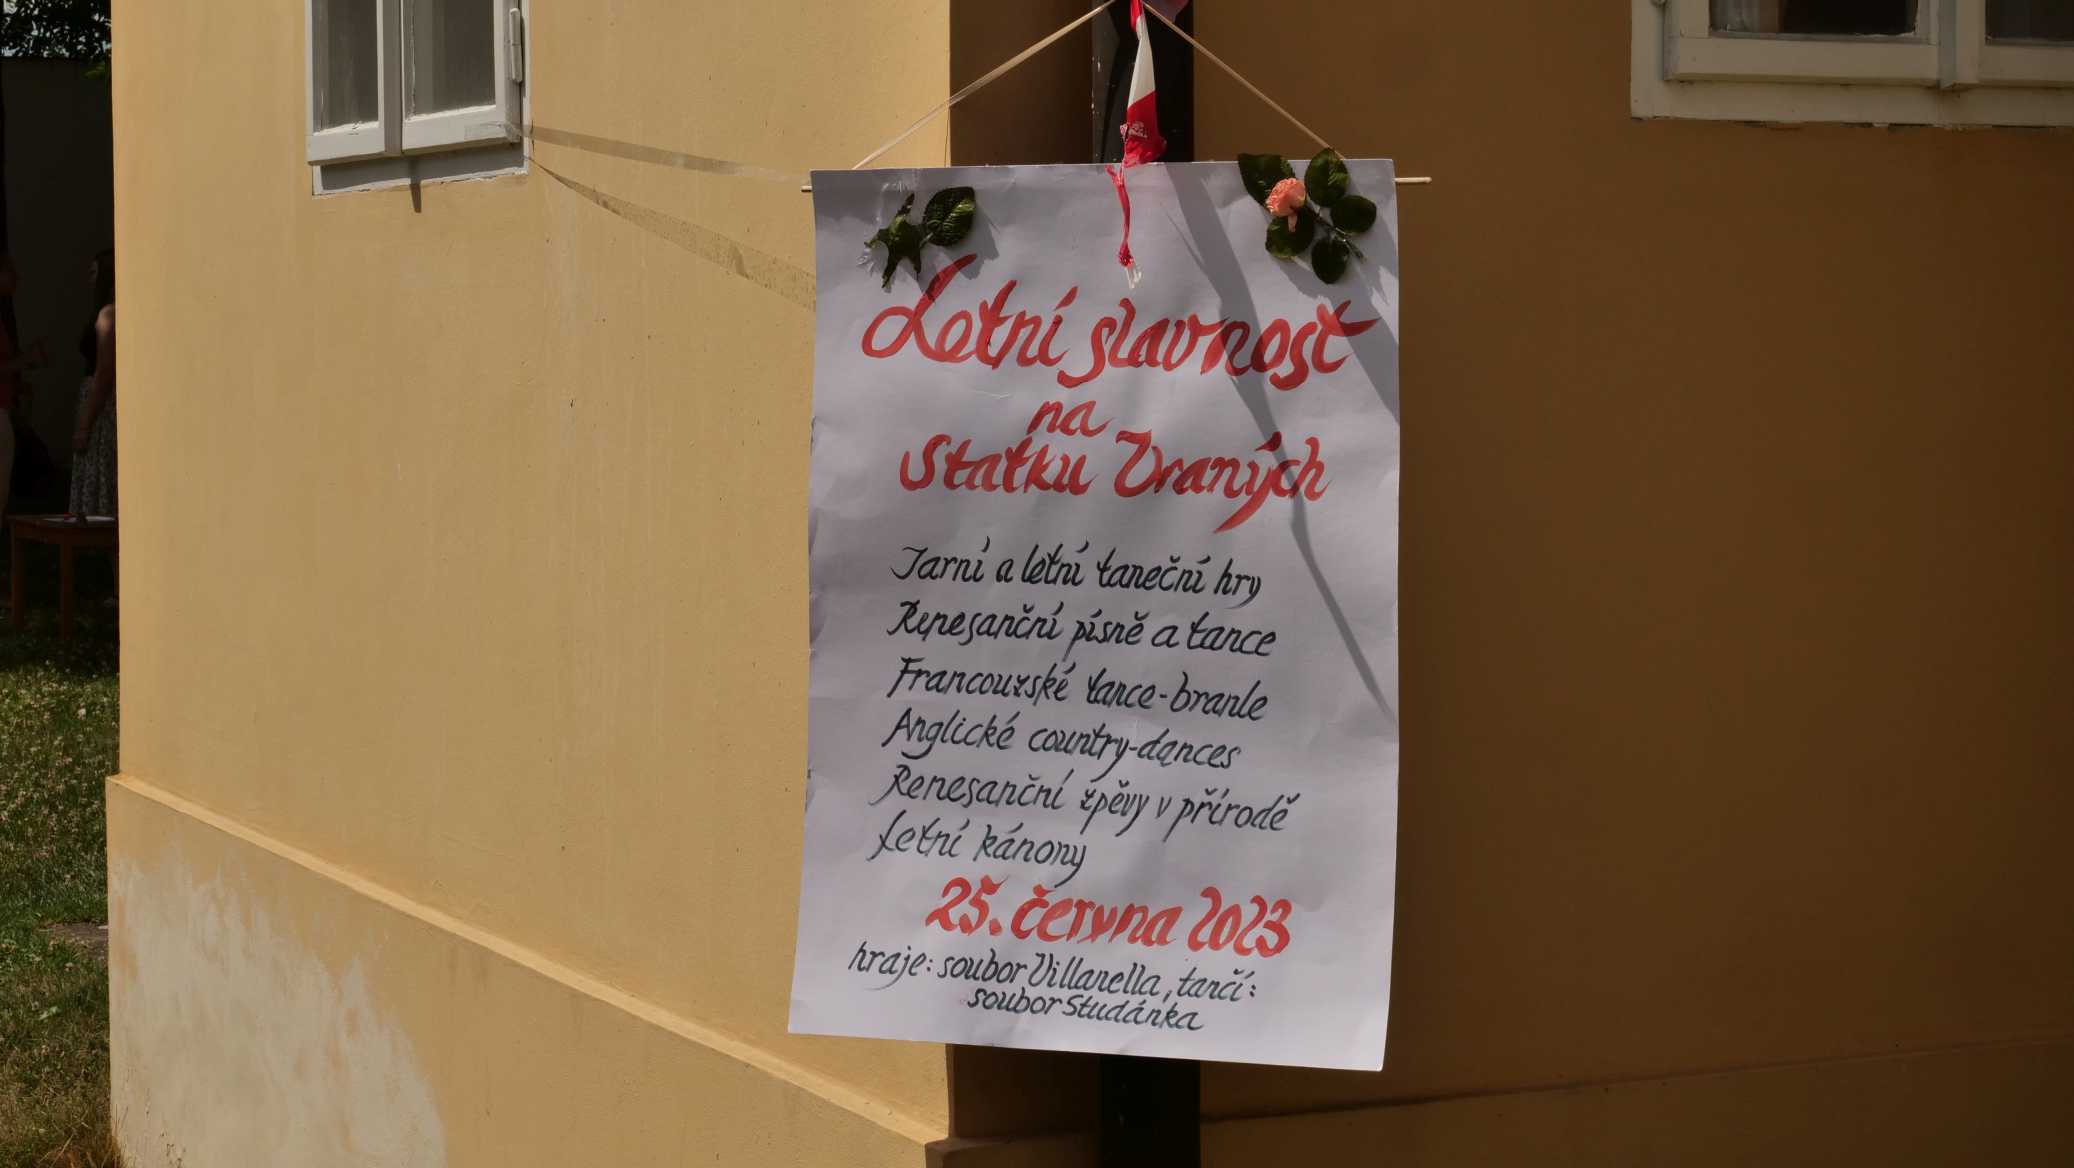 Letní slavnost
na
Statku Vraných
Jarní a letní taneční hry
Renesanční písně a tance
Francouzské tance-branle
Anglické country-dances
Renesanční zpěvy v přírodě
Letní kánony
25. června 2023
hraje: soubor Villanella, tančí:
soubor Studánka